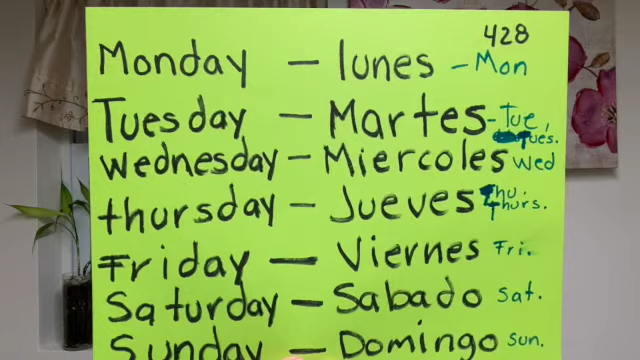 428
Monday - lunes - Mon
Tuesday - Martes - Tue,
Tues.
wednesday - Miercoles wed
thursday - Jueves Thu.
Thurs.
Friday - Viernes Fri.
Saturday - Sabado Sat.
Sunday - Domingo Sun.